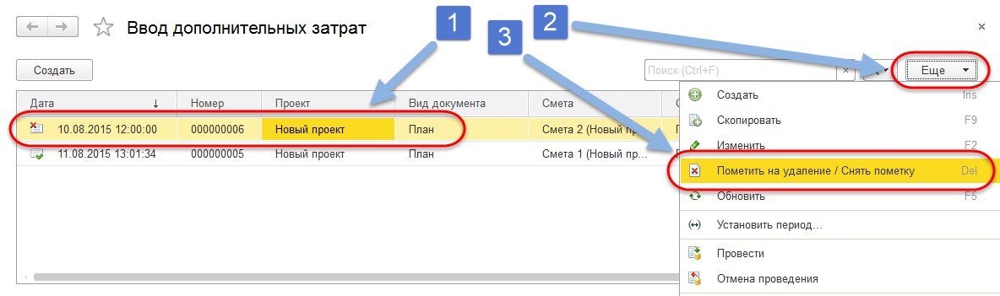 Ввод дополнительных затрат
1
2
3
×
Создать
Поиск (Ctrl+F)
×
Еще
Дата ↓ Номер Проект Вид документа Смета
10.08.2015 12:00:00 000000006 Новый проект План Смета 2 (Новый пр
11.08.2015 13:01:34 000000005 Новый проект План Смета 1 (Новый пр...
Создать Ins
Скопировать F9
Изменить F2
Пометить на удаление / Снять пометку Del
Обновить F5
Установить период...
Провести
Отмена проведения